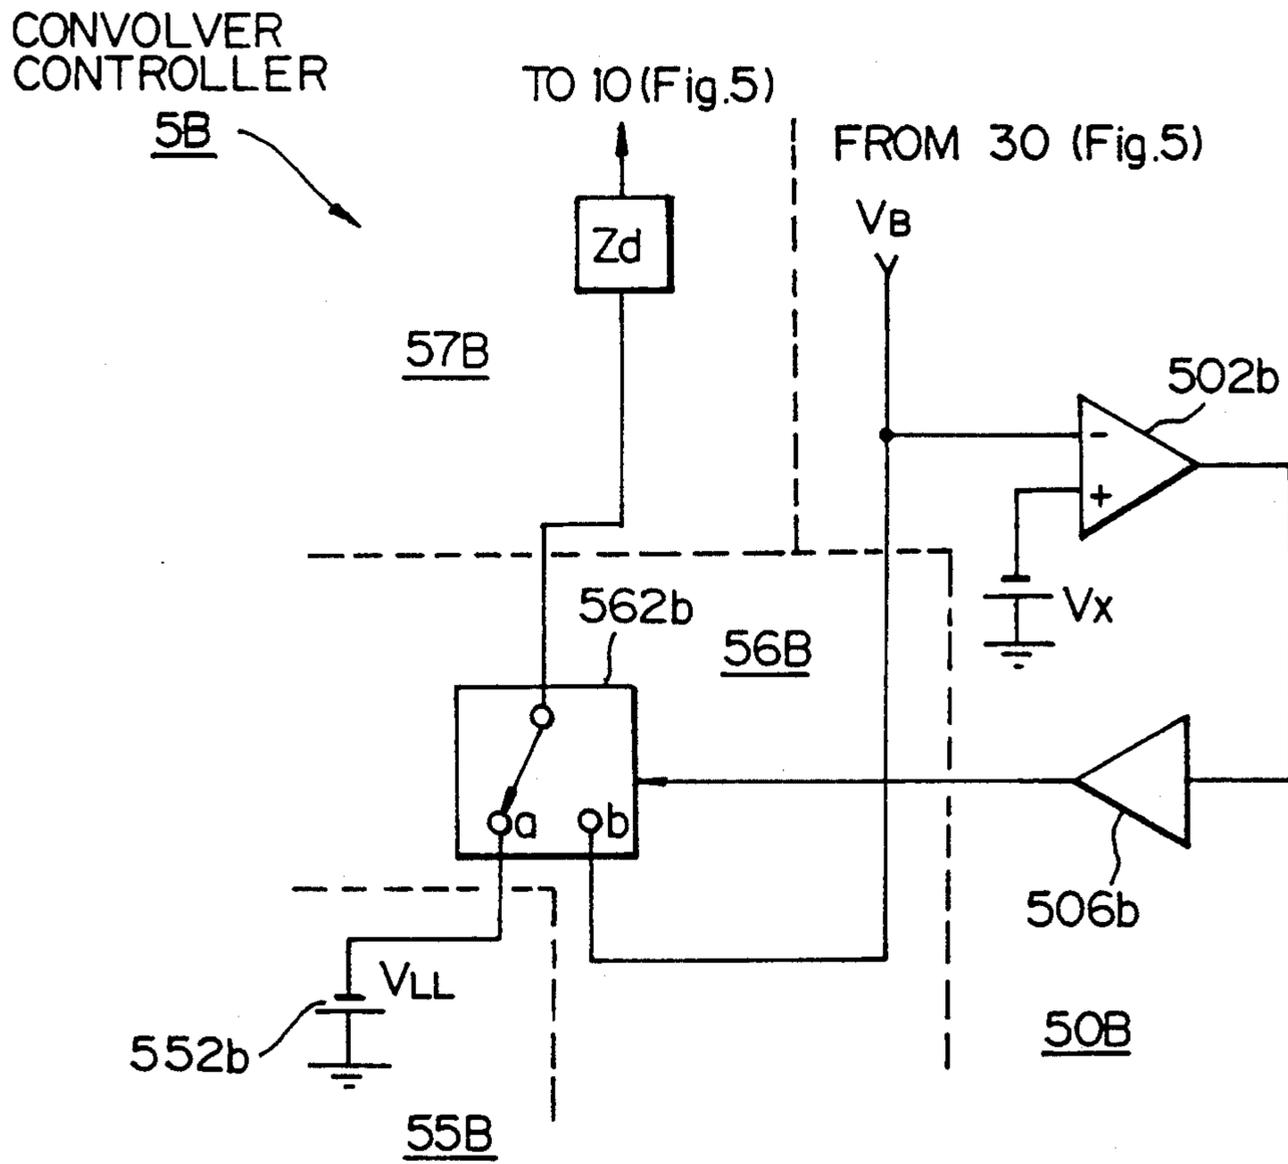 CONVOLVER
CONTROLLER
5B
TO 10 (Fig.5)
FROM 30 (Fig.5)
VB
Zd
57B
502b
-
+
VX
562b
56B
a
b
506b
VLL
552b
50B
55B